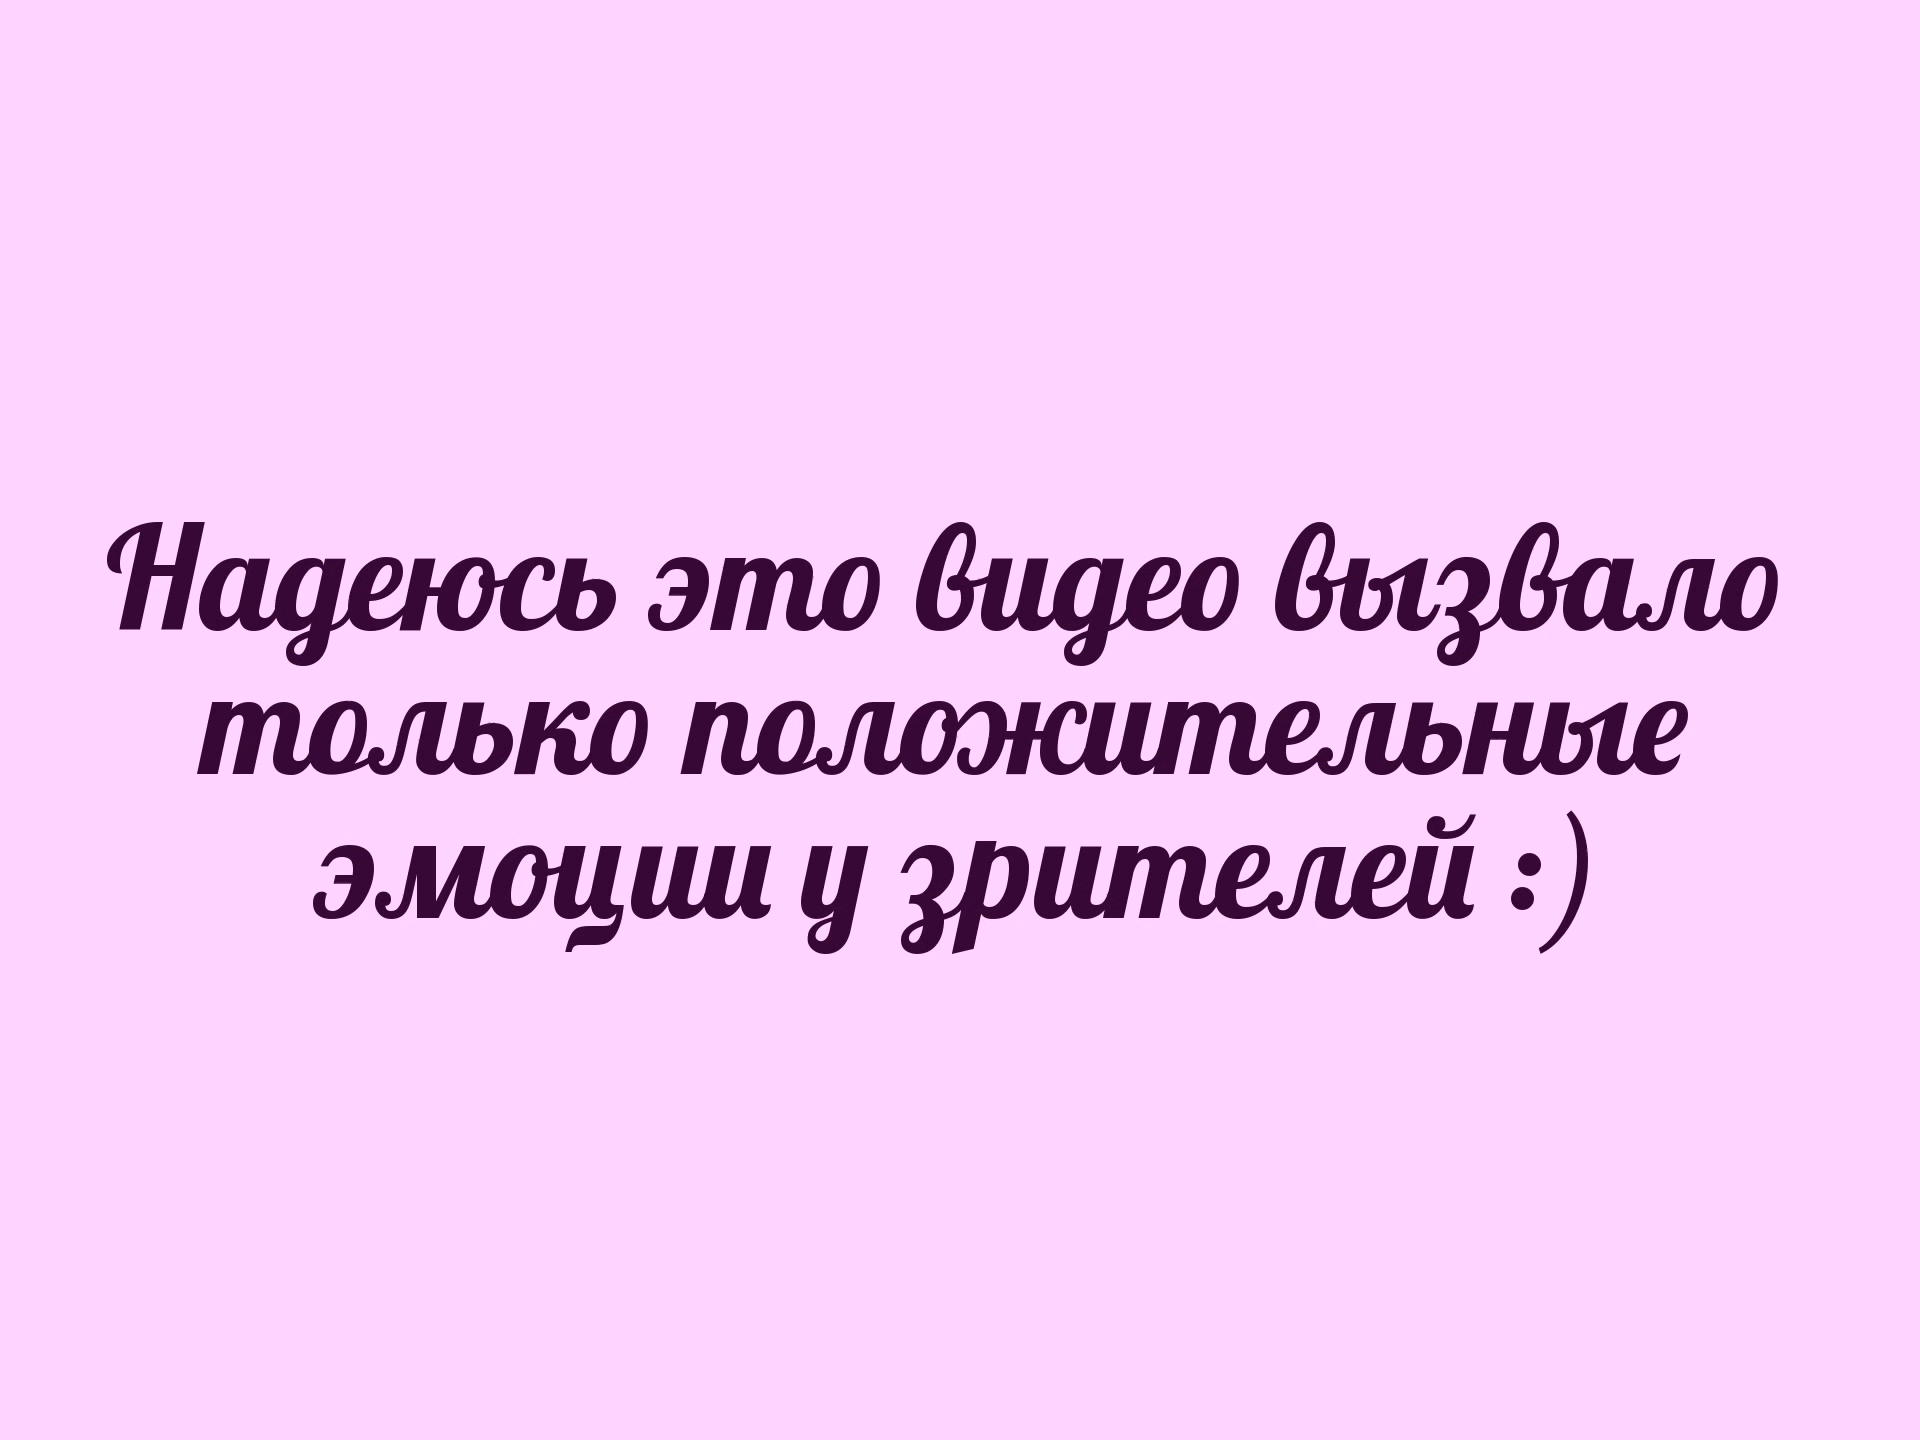 Надеюсь это видео вызвало
только положительные
эмоции у зрителей :)